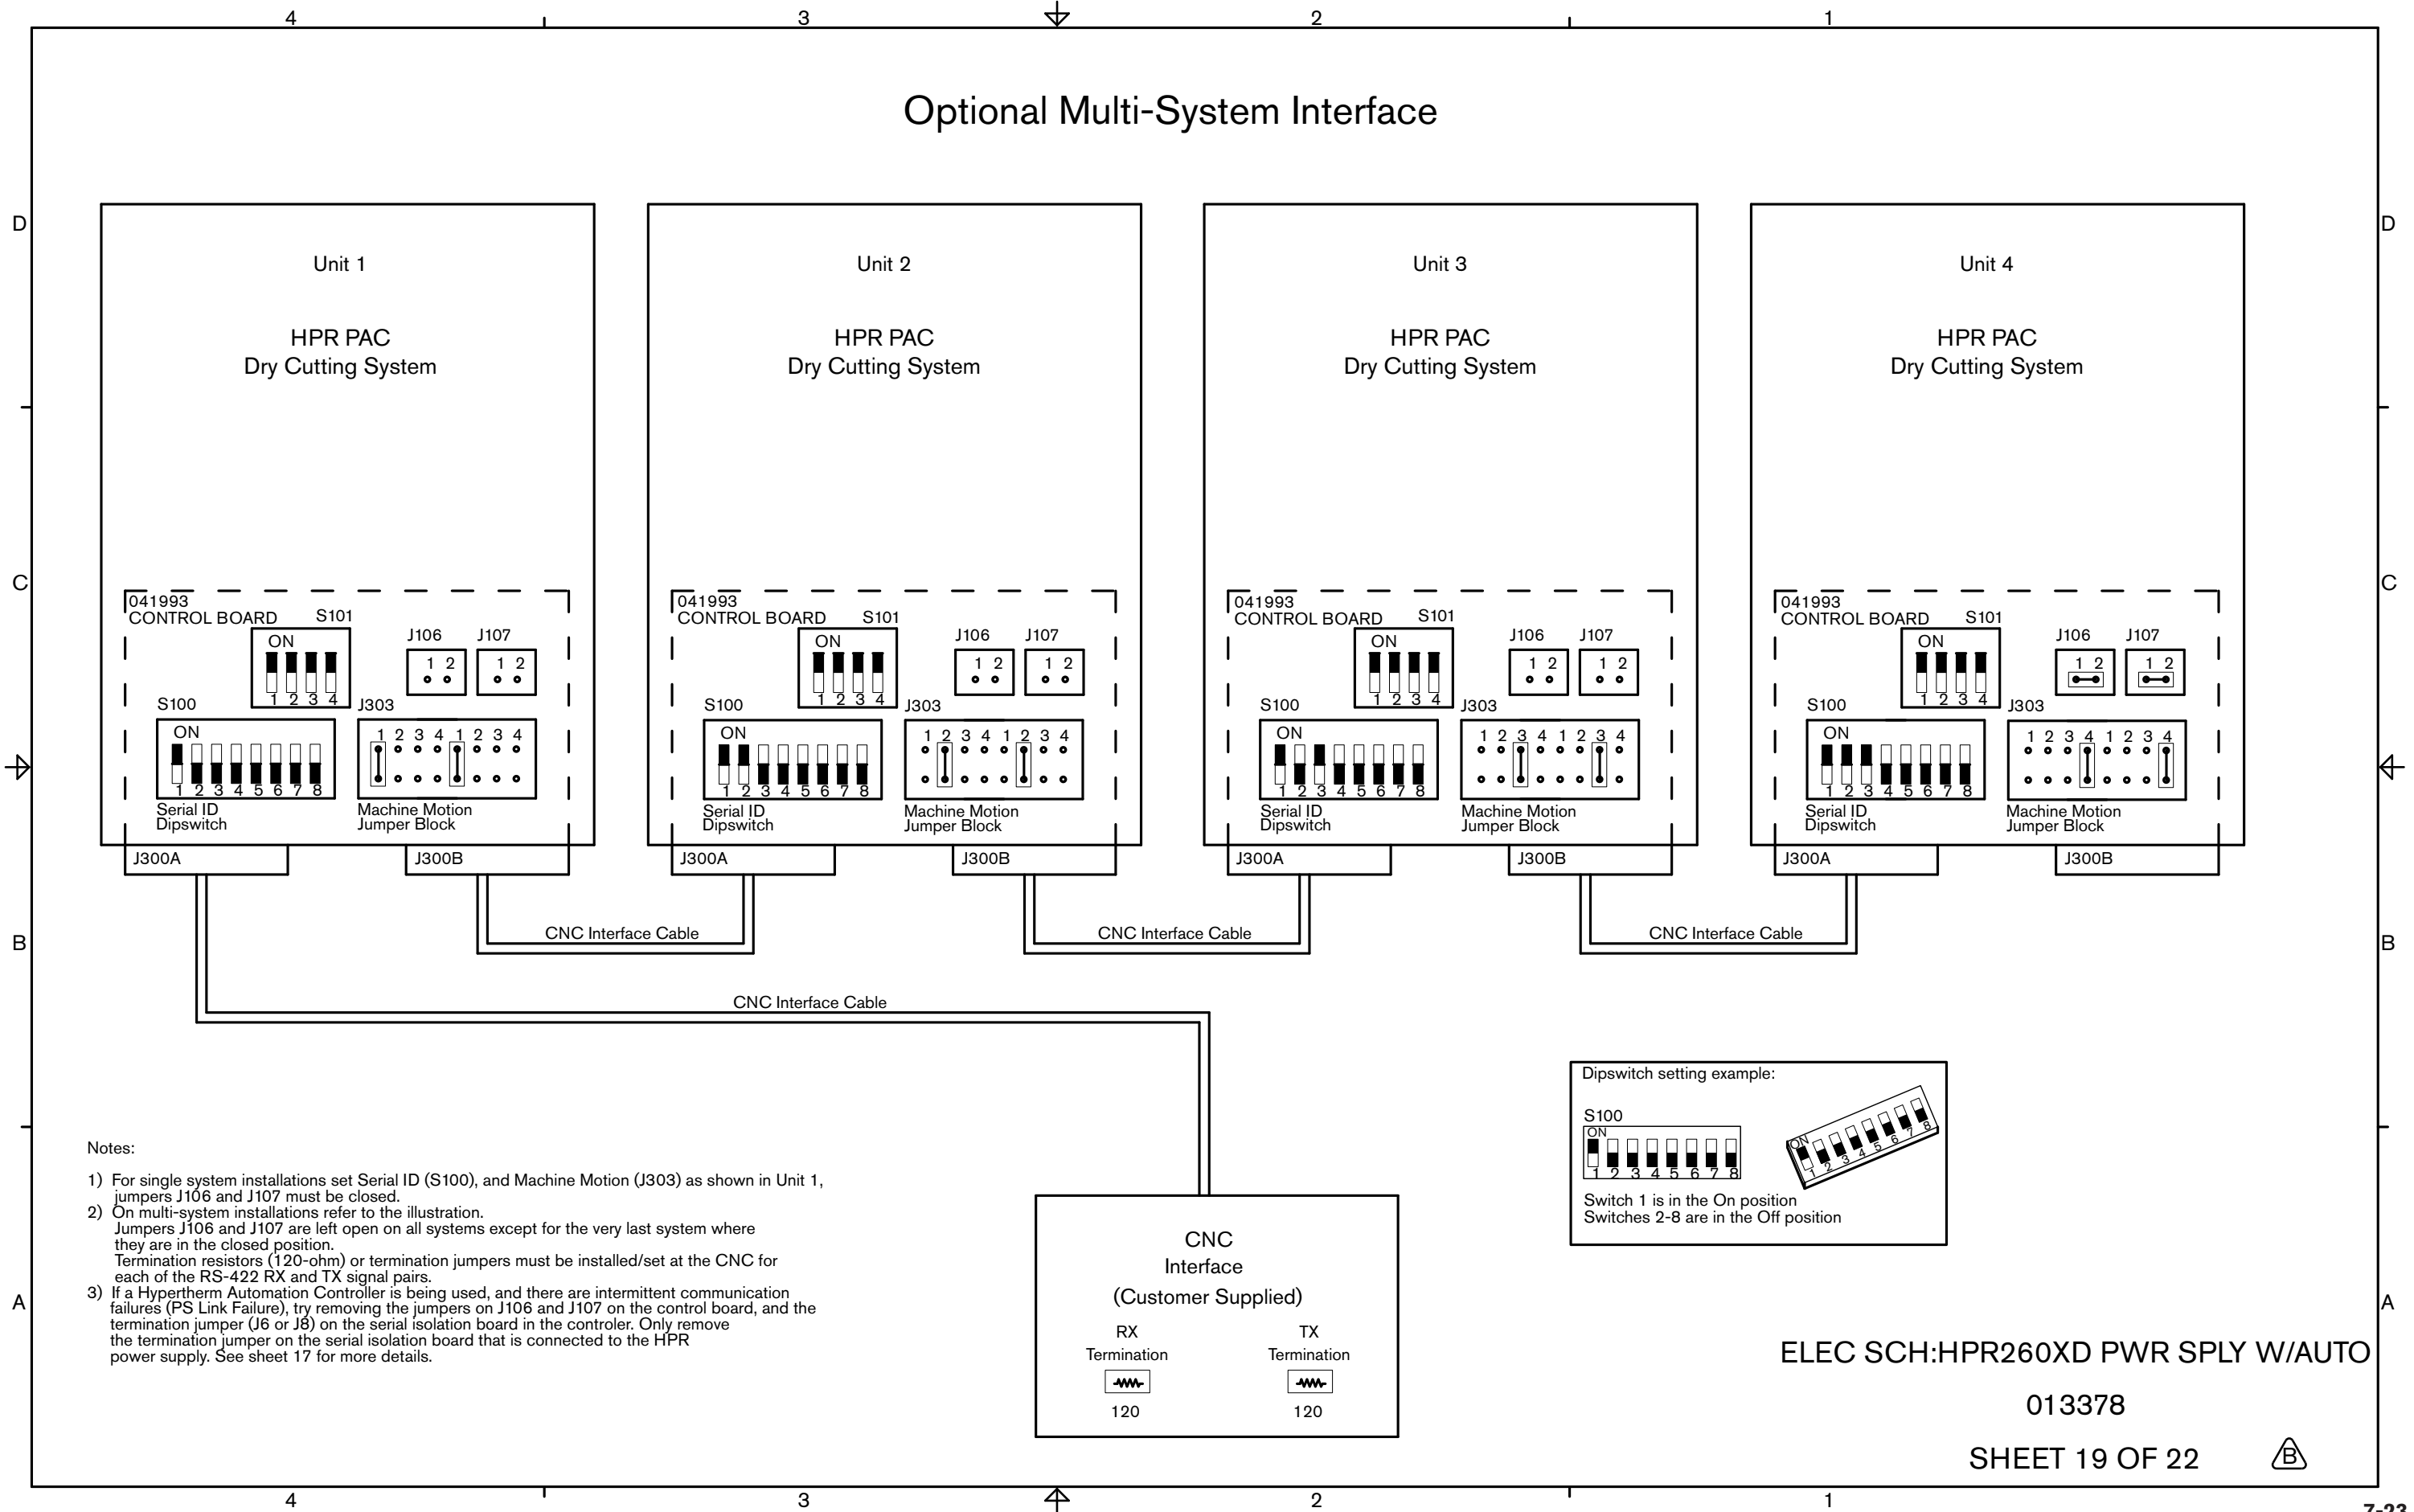 4 3 2 1
Optional Multi-System Interface
D D
Unit 1
HPR PAC
Dry Cutting System
Unit 2
HPR PAC
Dry Cutting System
Unit 3
HPR PAC
Dry Cutting System
Unit 4
HPR PAC
Dry Cutting System
C C
041993
CONTROL BOARD
S101
ON
1 2 3 4
J106
1 2
J107
1 2
S100
ON
1 2 3 4 5 6 7 8
Serial ID
Dipswitch
J303
1 2 3 4 1 2 3 4
Machine Motion
Jumper Block
J300A
J300B
041993
CONTROL BOARD
S101
ON
1 2 3 4
J106
1 2
J107
1 2
S100
ON
1 2 3 4 5 6 7 8
Serial ID
Dipswitch
J303
1 2 3 4 1 2 3 4
Machine Motion
Jumper Block
J300A
J300B
041993
CONTROL BOARD
S101
ON
1 2 3 4
J106
1 2
J107
1 2
S100
ON
1 2 3 4 5 6 7 8
Serial ID
Dipswitch
J303
1 2 3 4 1 2 3 4
Machine Motion
Jumper Block
J300A
J300B
041993
CONTROL BOARD
S101
ON
1 2 3 4
J106
1 2
J107
1 2
S100
ON
1 2 3 4 5 6 7 8
Serial ID
Dipswitch
J303
1 2 3 4 1 2 3 4
Machine Motion
Jumper Block
J300A
J300B
B B
CNC Interface Cable
CNC Interface Cable
CNC Interface Cable
CNC Interface Cable
Dipswitch setting example:
S100
ON
1 2 3 4 5 6 7 8
ON
1 2 3 4 5 6 7 8
Switch 1 is in the On position
Switches 2-8 are in the Off position
Notes:
1) For single system installations set Serial ID (S100), and Machine Motion (J303) as shown in Unit 1,
jumpers J106 and J107 must be closed.
2) On multi-system installations refer to the illustration.
Jumpers J106 and J107 are left open on all systems except for the very last system where
they are in the closed position.
Termination resistors (120-ohm) or termination jumpers must be installed/set at the CNC for
each of the RS-422 RX and TX signal pairs.
3) If a Hypertherm Automation Controller is being used, and there are intermittent communication
failures (PS Link Failure), try removing the jumpers on J106 and J107 on the control board, and the
termination jumper (J6 or J8) on the serial isolation board in the controler. Only remove
the termination jumper on the serial isolation board that is connected to the HPR
power supply. See sheet 17 for more details.
A A
CNC
Interface
(Customer Supplied)
RX
Termination
120
TX
Termination
120
ELEC SCH:HPR260XD PWR SPLY W/AUTO
013378
SHEET 19 OF 22
B
4 3 2 1
7-23